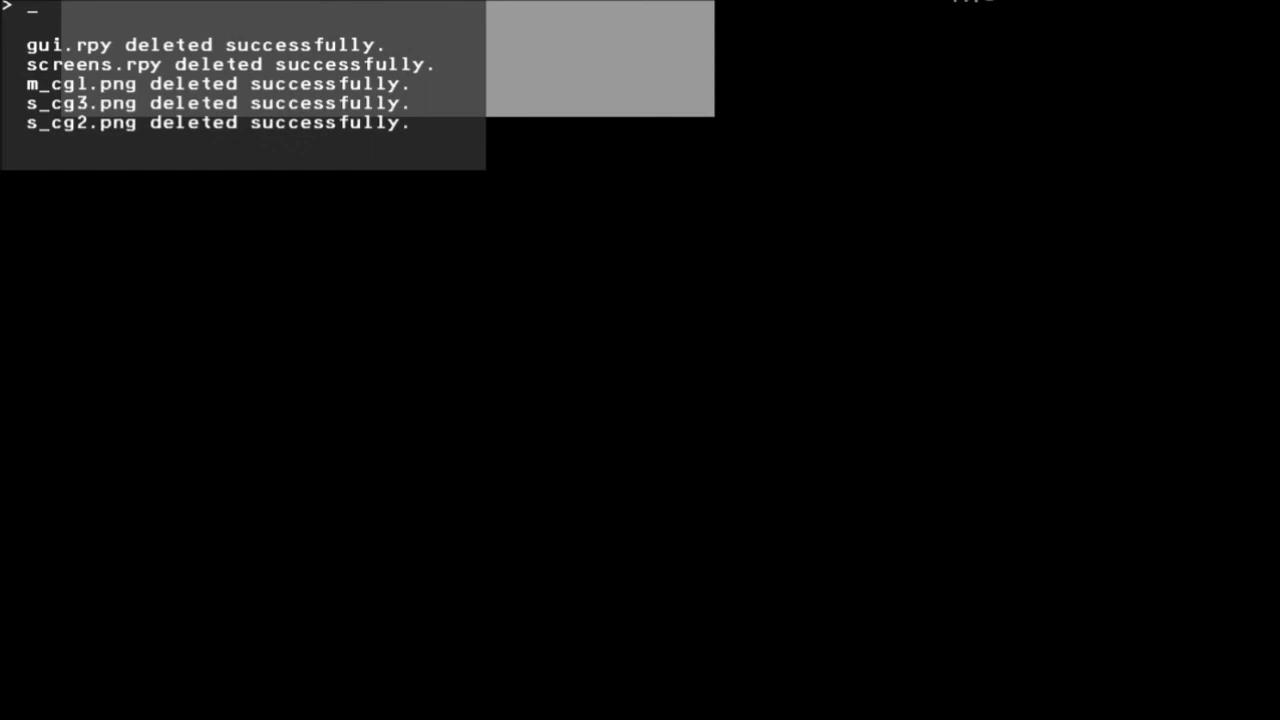 > _
gui.rpy deleted successfully.
screens.rpy deleted successfully.
m_cg1.png deleted successfully.
s_cg3.png deleted successfully.
s_cg2.png deleted successfully.